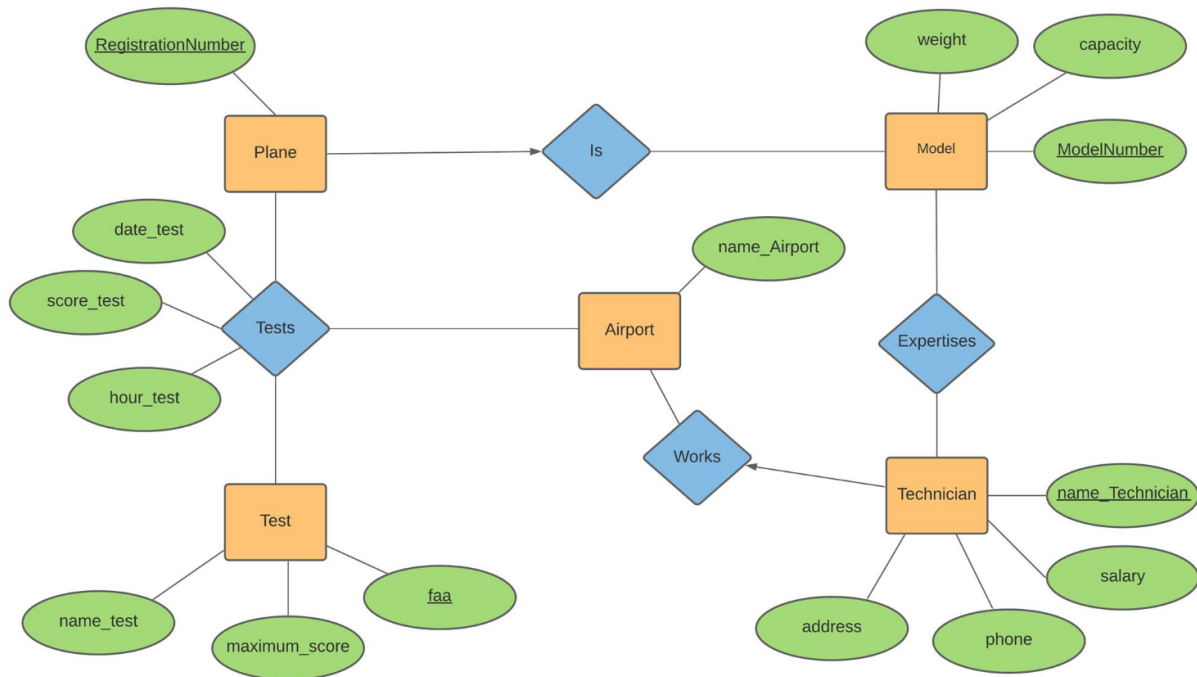 RegistrationNumber
weight
capacity
Plane
Is
Model
ModelNumber
date_test
name_Airport
score_test
Tests
Airport
Expertises
hour_test
Works
Technician
name_Technician
Test
salary
faa
name_test
maximum_score
address
phone